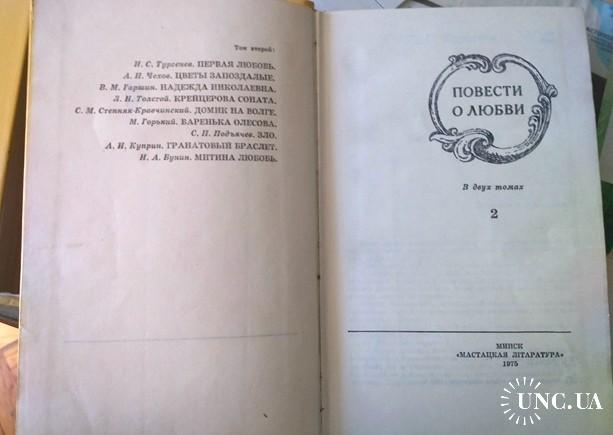 Том второй:
И. С. Тургенев. ПЕРВАЯ ЛЮБОВЬ.
А. П. Чехов. ЦВЕТЫ ЗАПОЗДАЛЫЕ.
В. М. Гаршин. НАДЕЖДА НИКОЛАЕВНА.
Л. Н. Толстой. КРЕЙЦЕРОВА СОНАТА.
С. М. Степняк-Кравчинский. ДОМИК НА ВОЛГЕ.
М. Горький. ВАРЕНЬКА ОЛЕСОВА.
С. П. Подъячев. ЗЛО.
А. И. Куприн. ГРАНАТОВЫЙ БРАСЛЕТ.
И. А. Бунин. МИТИНА ЛЮБОВЬ.
ПОВЕСТИ
О ЛЮБВИ
В двух томах
2
МИНСК
«МАСТАЦКАЯ ЛІТАРАТУРА»
1975
UNC.UA